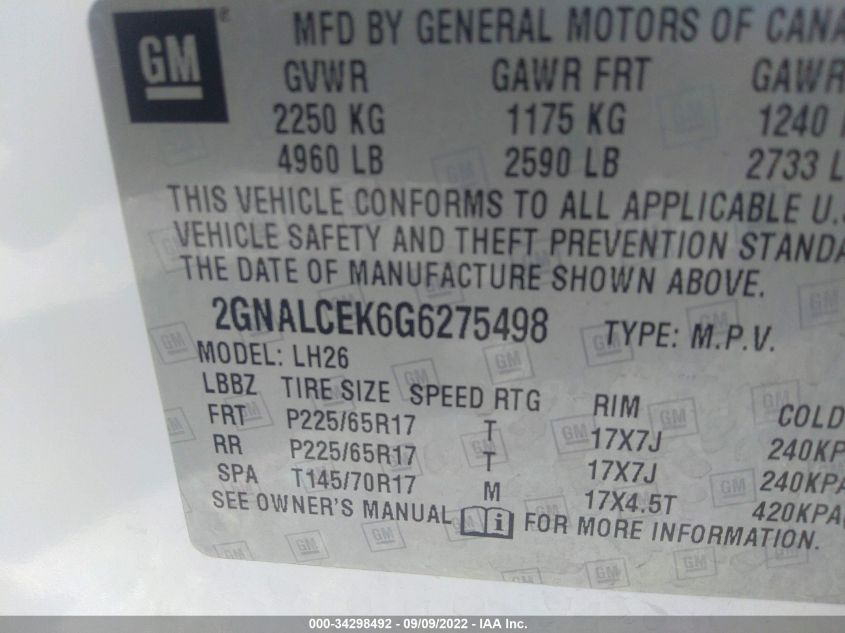 GM ®
MFD BY GENERAL MOTORS OF CANA
GVWR GAWR FRT GAWR
2250 KG 1175 KG 1240
4960 LB 2590 LB 2733 L
THIS VEHICLE CONFORMS TO ALL APPLICABLE U.S
VEHICLE SAFETY AND THEFT PREVENTION STANDA
THE DATE OF MANUFACTURE SHOWN ABOVE.
2GNALCEK6G6275498 TYPE: M.P.V.
MODEL: LH26
LBBZ TIRE SIZE SPEED RTG RIM COLD
FRT P225/65R17 T 17X7J 240KPA
RR P225/65R17 T 17X7J 240KPA
SPA T145/70R17 M 17X4.5T 420KPA
SEE OWNER'S MANUAL FOR MORE INFORMATION.
000-34298492 - 09/09/2022 - IAA Inc.